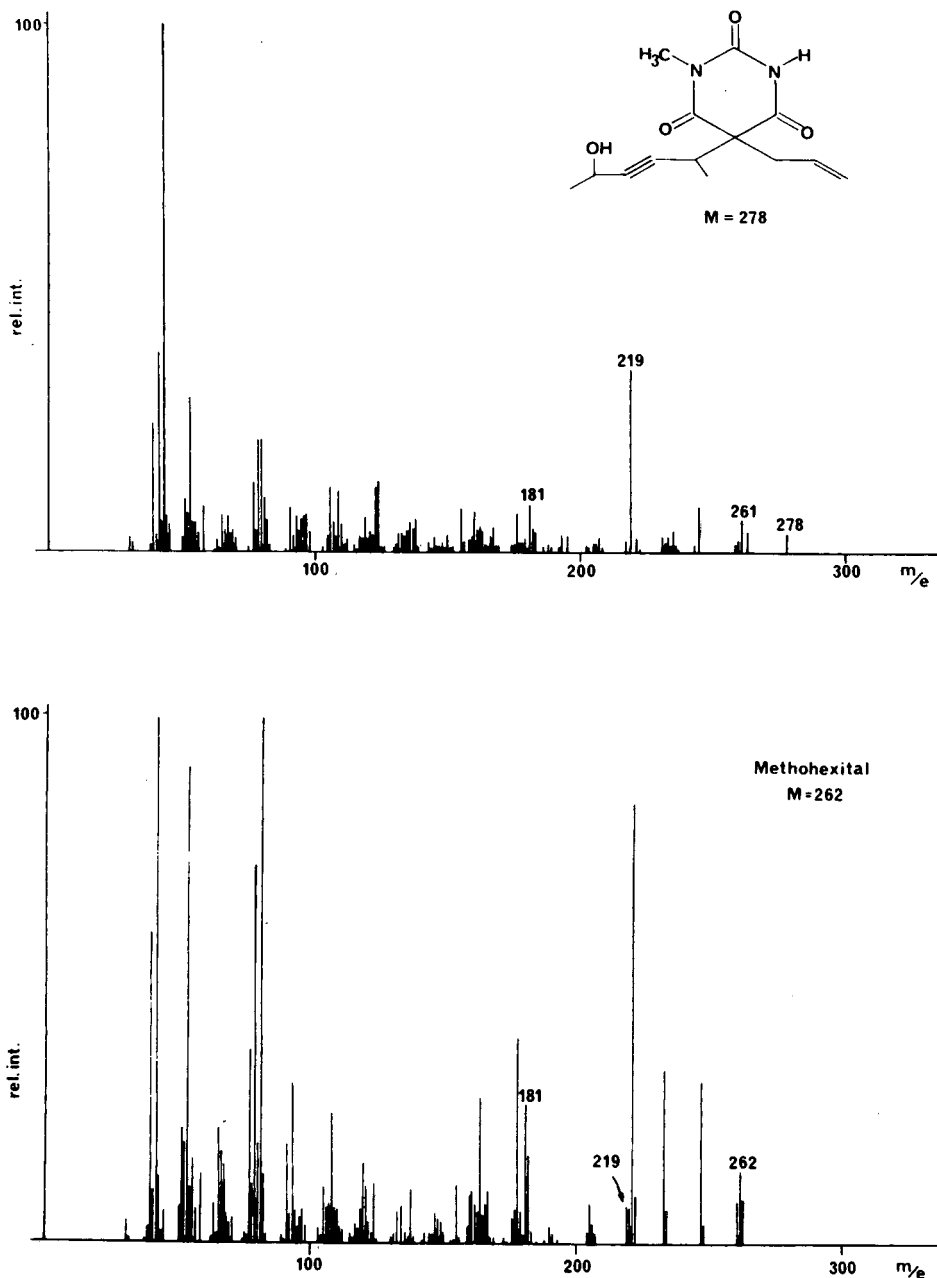 100
O
H₃C
N
N
H
O
O
OH
M = 278
rel.int.
219
181
261
278
100
200
300
m/e
100
Methohexital
M=262
rel.int.
181
219
262
100
200
300
m/e